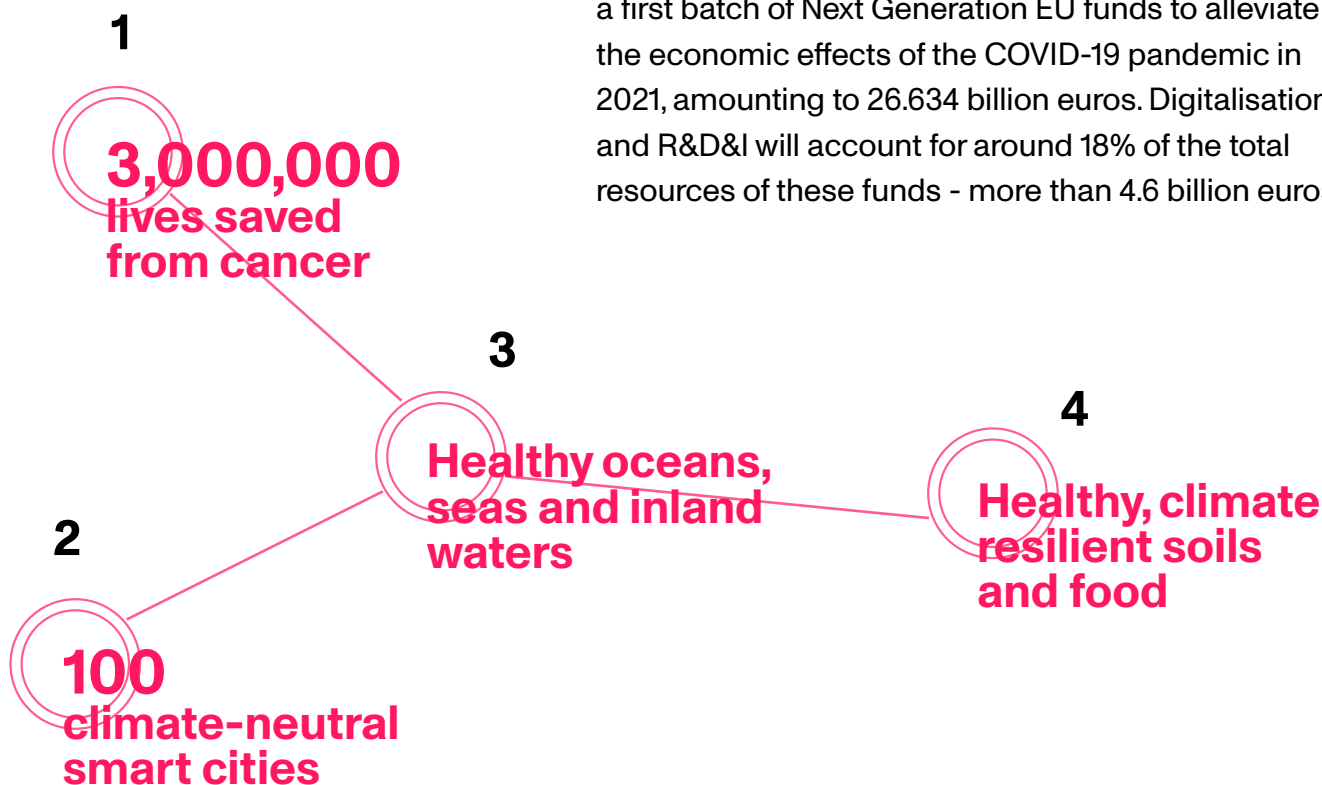 a first batch of Next Generation EU funds to alleviate
the economic effects of the COVID-19 pandemic in
2021, amounting to 26.634 billion euros. Digitalisation
and R&D&I will account for around 18% of the total
resources of these funds - more than 4.6 billion euros
1
3,000,000
lives saved
from cancer
2
100
climate-neutral
smart cities
3
Healthy oceans,
seas and inland
waters
4
Healthy, climate
resilient soils
and food